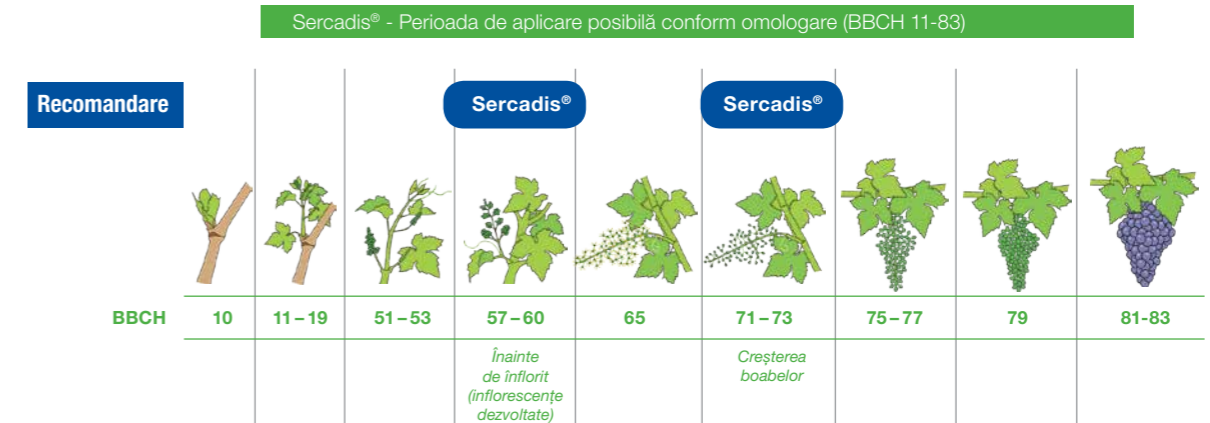 Sercadis® - Perioada de aplicare posibilă conform omologare (BBCH 11-83)
Recomandare
Sercadis®
Sercadis®
BBCH 10 11–19 51–53 57–60 65 71–73 75–77 79 81-83
Înainte
de înflorit
(inflorescențe
dezvoltate)
Creșterea
boabelor